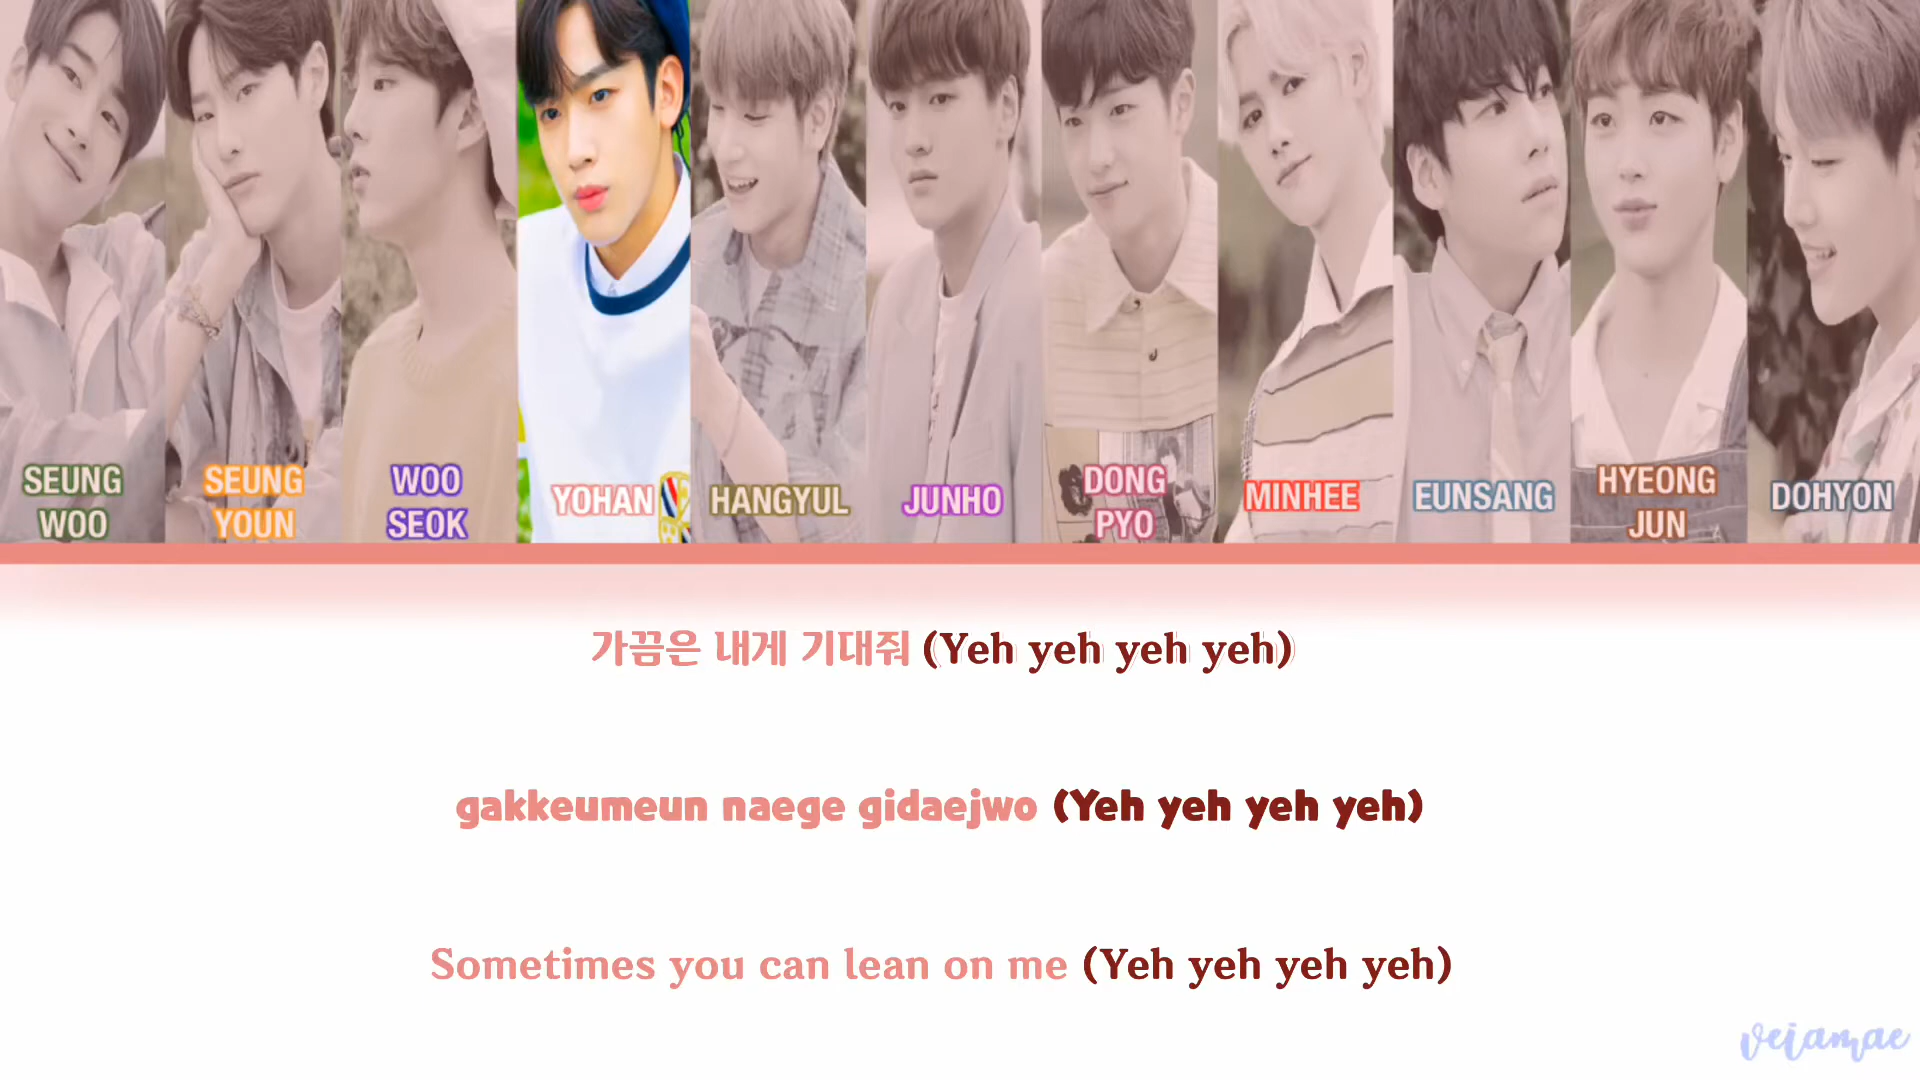 SEUNG
WOO
SEUNG
YOUN
WOO
SEOK
YOHAN
HANGYUL
JUNHO
DONG
PYO
MINHEE
EUNSANG
HYEONG
JUN
DOHYON
가끔은 내게 기대줘 (Yeh yeh yeh yeh)
gakkeumeun naege gidaejwo (Yeh yeh yeh yeh)
Sometimes you can lean on me (Yeh yeh yeh yeh)
veiamae